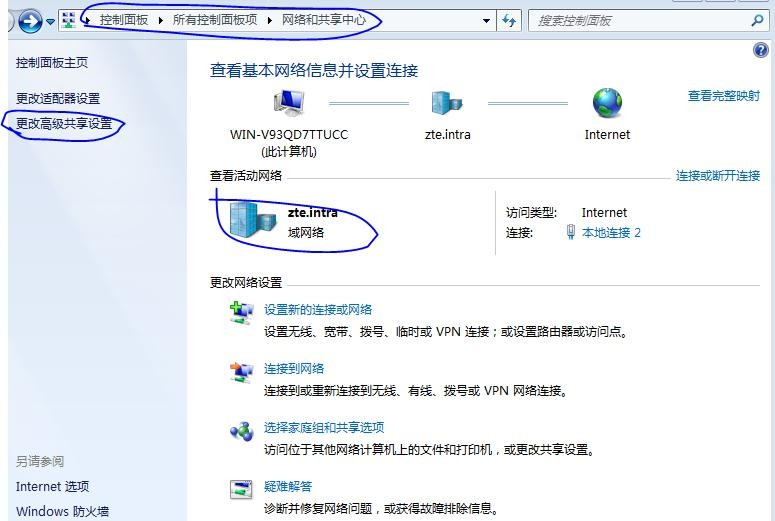 控制面板 ▸ 所有控制面板项 ▸ 网络和共享中心
搜索控制面板
控制面板主页
更改适配器设置
更改高级共享设置
查看基本网络信息并设置连接
查看完整映射
WIN-V93QD7TTUCC
(此计算机)
zte.intra
Internet
查看活动网络
连接或断开连接
zte.intra
域网络
访问类型: Internet
连接: 本地连接 2
更改网络设置
设置新的连接或网络
设置无线、宽带、拨号、临时或 VPN 连接；或设置路由器或访问点。
连接到网络
连接到或重新连接到无线、有线、拨号或 VPN 网络连接。
选择家庭组和共享选项
访问位于其他网络计算机上的文件和打印机，或更改共享设置。
疑难解答
诊断并修复网络问题，或获得故障排除信息。
另请参阅
Internet 选项
Windows 防火墙